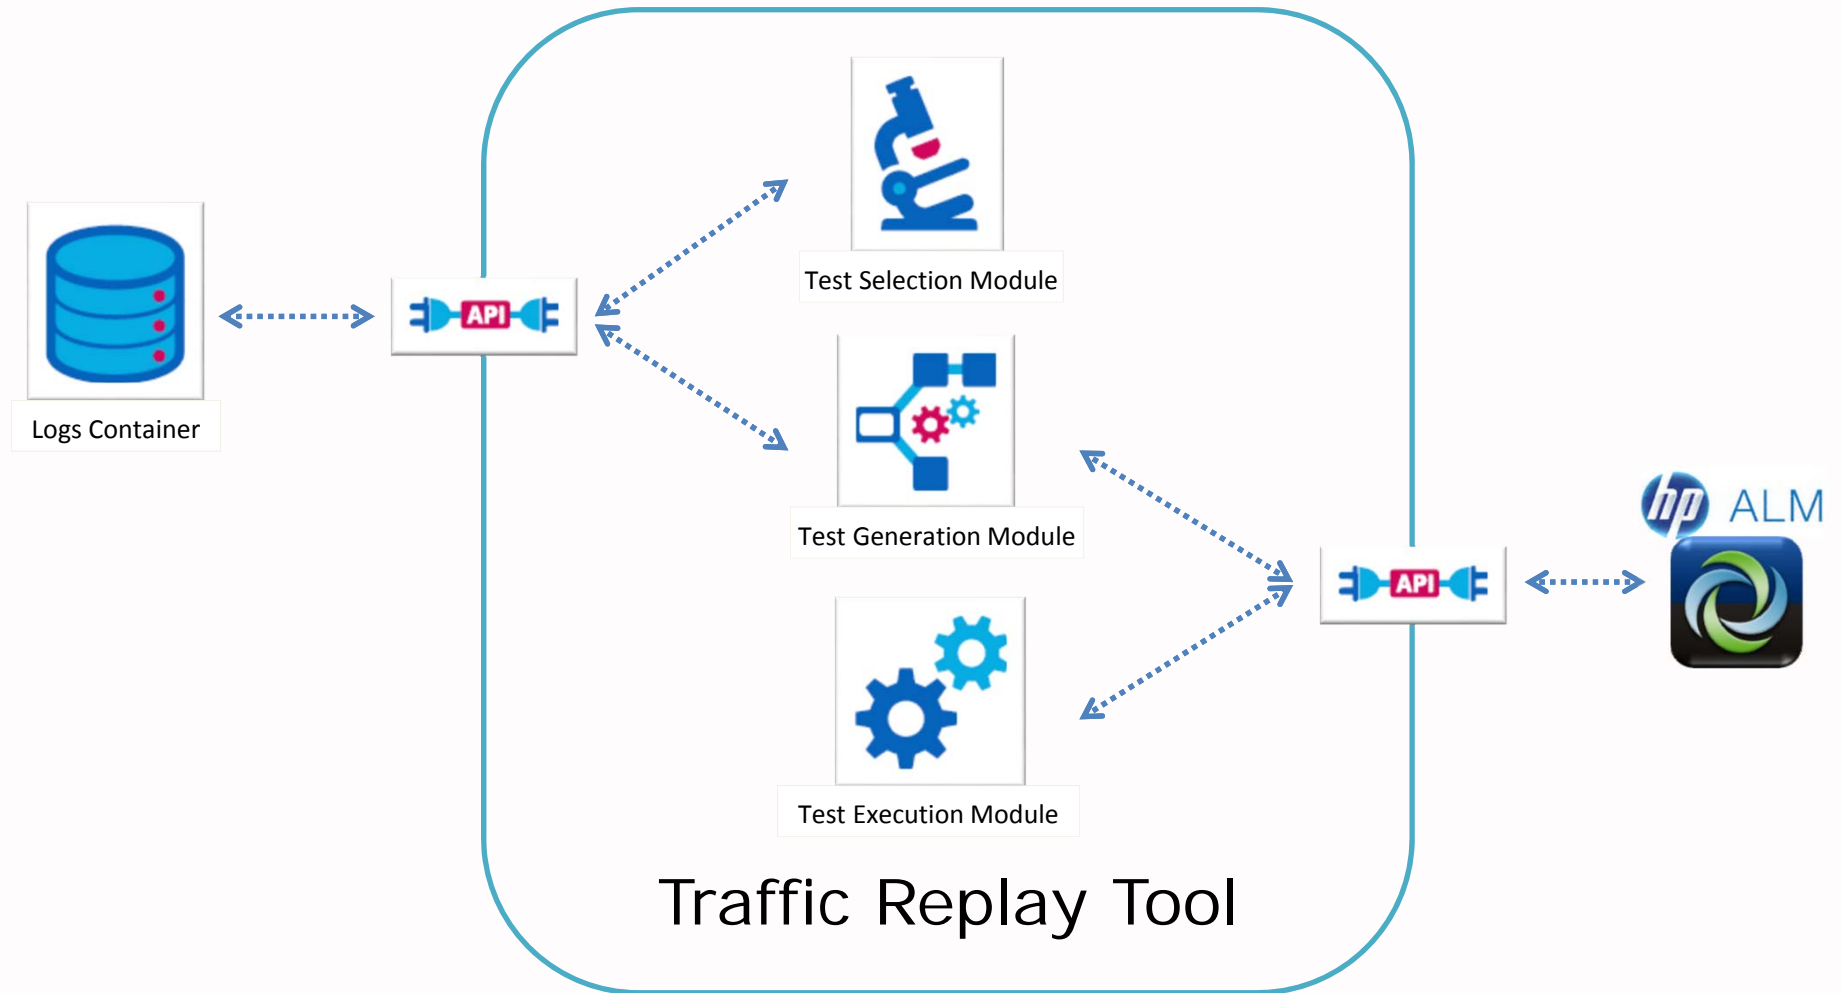 Test Selection Module
API
Logs Container
Test Generation Module
hp ALM
API
Test Execution Module
Traffic Replay Tool